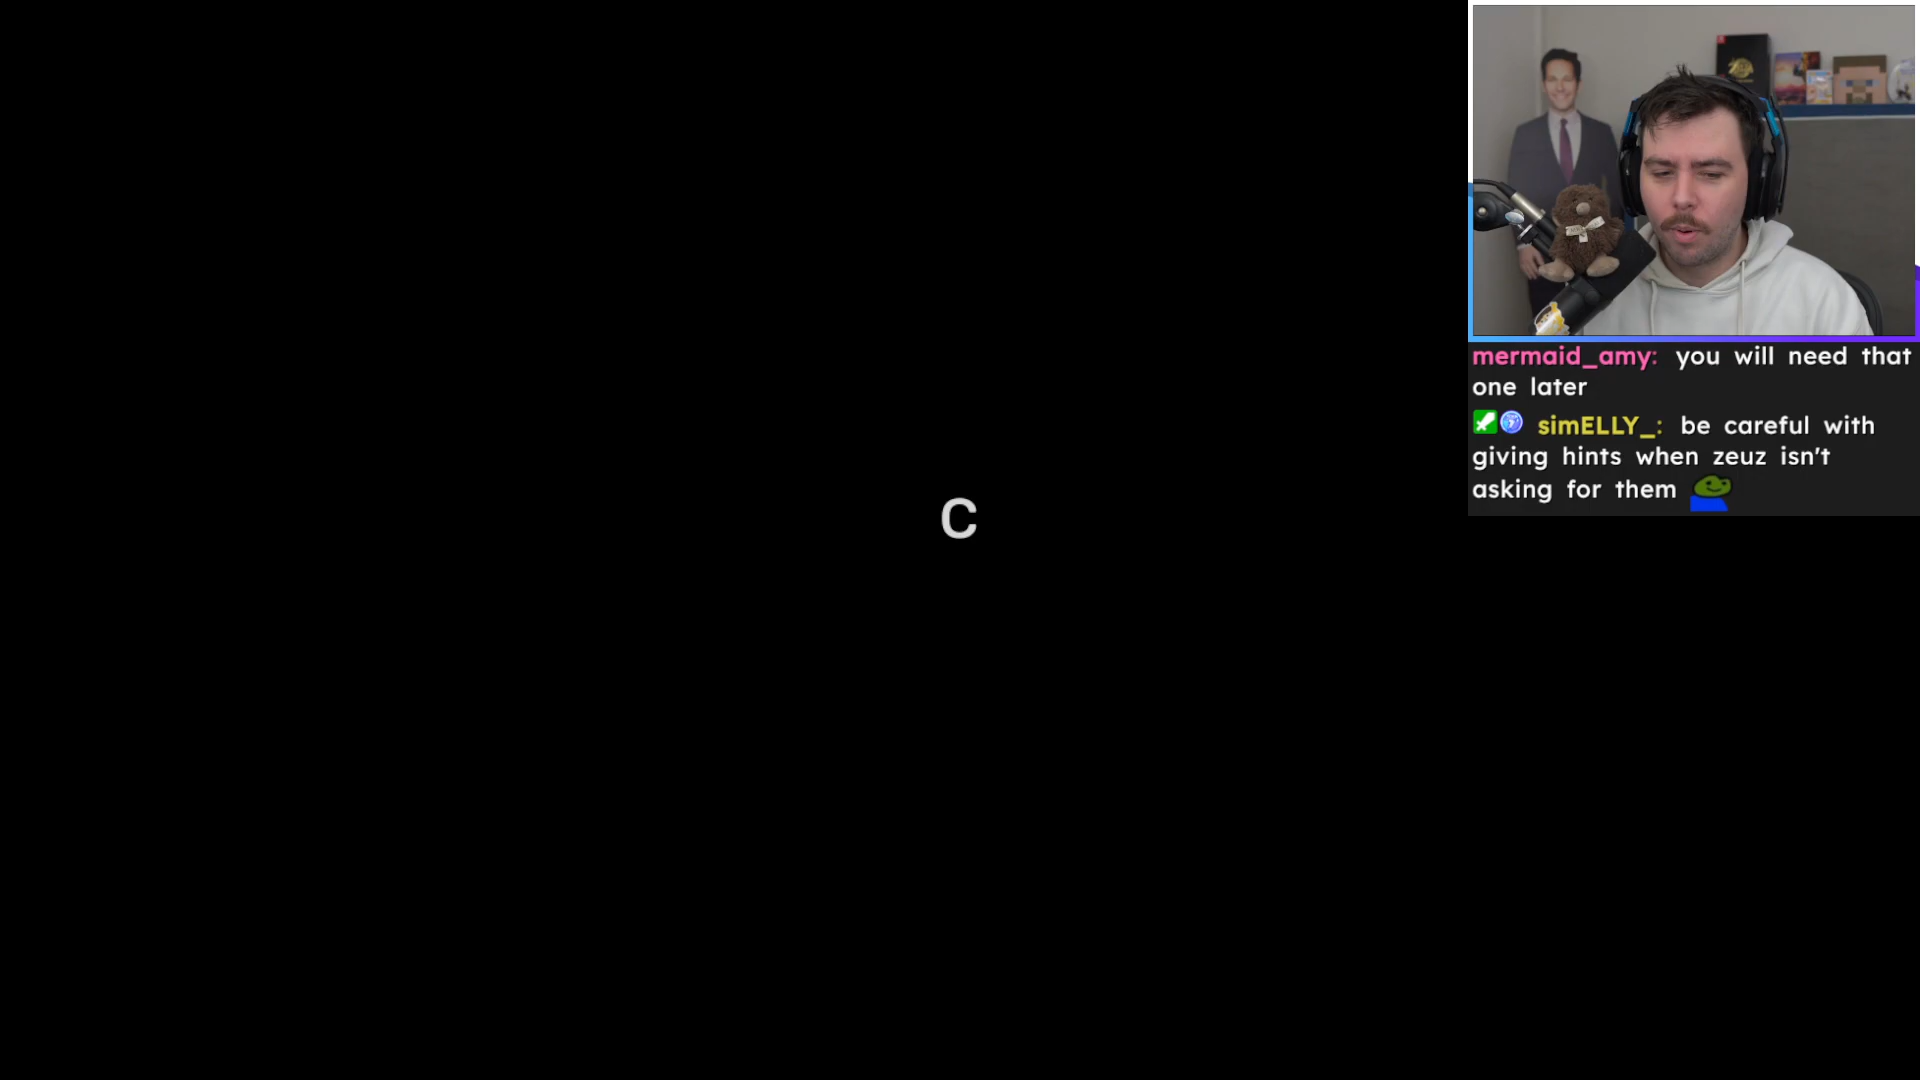 C
mermaid_amy: you will need that
one later
simELLY_: be careful with
giving hints when zeuz isn't
asking for them